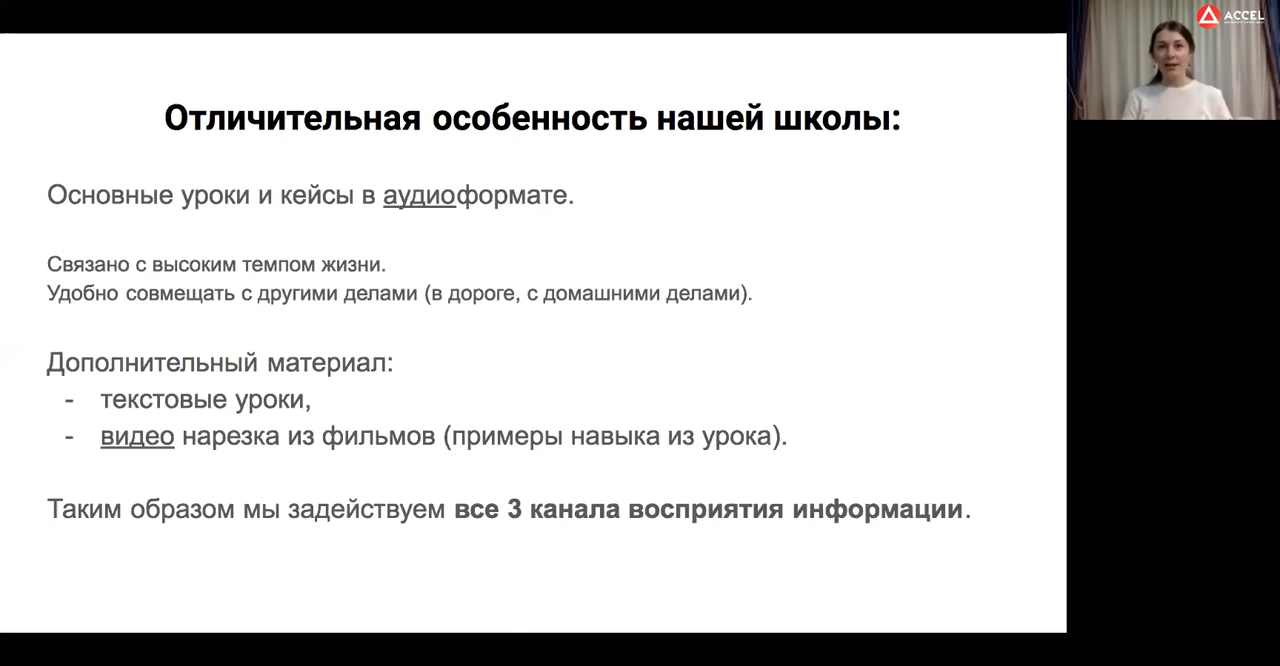 ACCEL
Отличительная особенность нашей школы:
Основные уроки и кейсы в аудиоформате.
Связано с высоким темпом жизни.
Удобно совмещать с другими делами (в дороге, с домашними делами).
Дополнительный материал:
- текстовые уроки,
- видео нарезка из фильмов (примеры навыка из урока).
Таким образом мы задействуем все 3 канала восприятия информации.